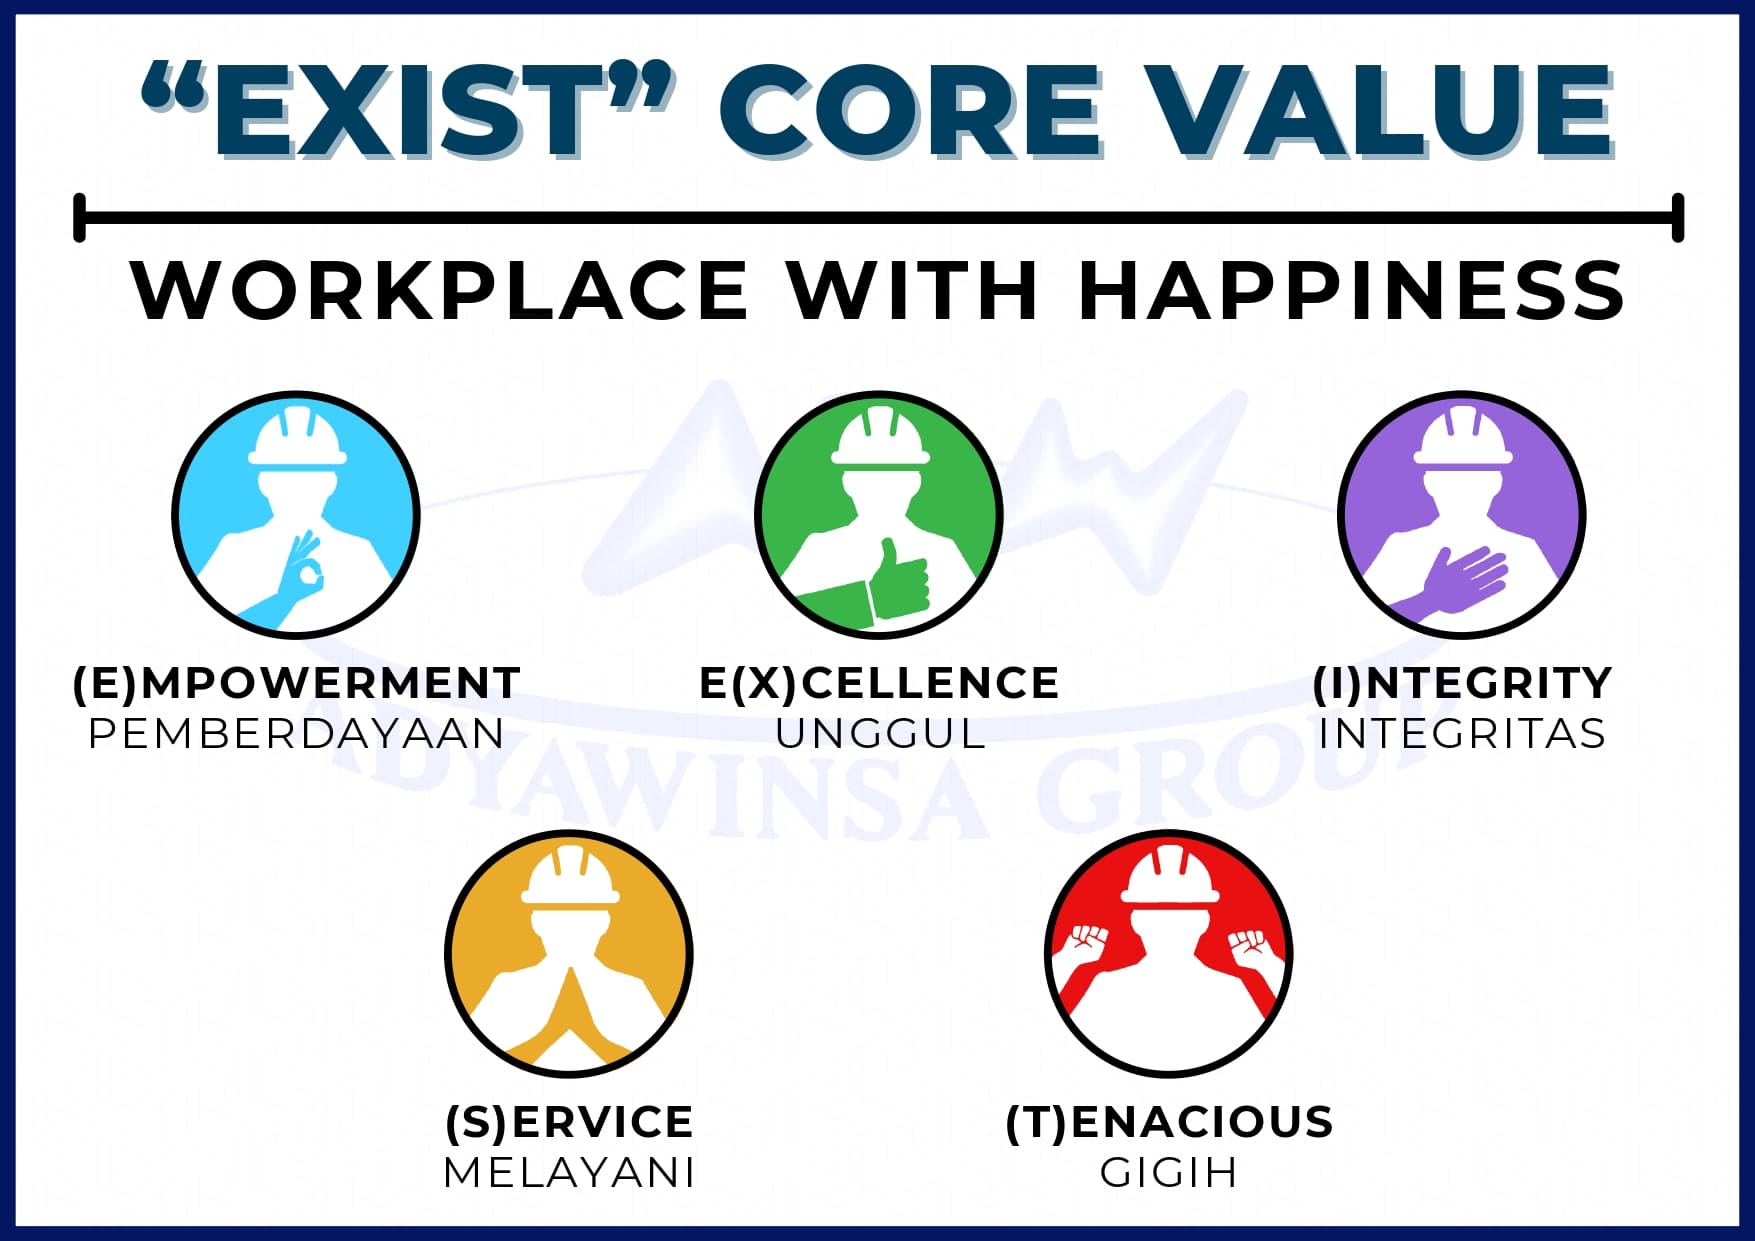 “EXIST” CORE VALUE
WORKPLACE WITH HAPPINESS
(E)MPOWERMENT
PEMBERDAYAAN
E(X)CELLENCE
UNGGUL
(I)NTEGRITY
INTEGRITAS
ADYAWINSA GROUP
(S)ERVICE
MELAYANI
(T)ENACIOUS
GIGIH